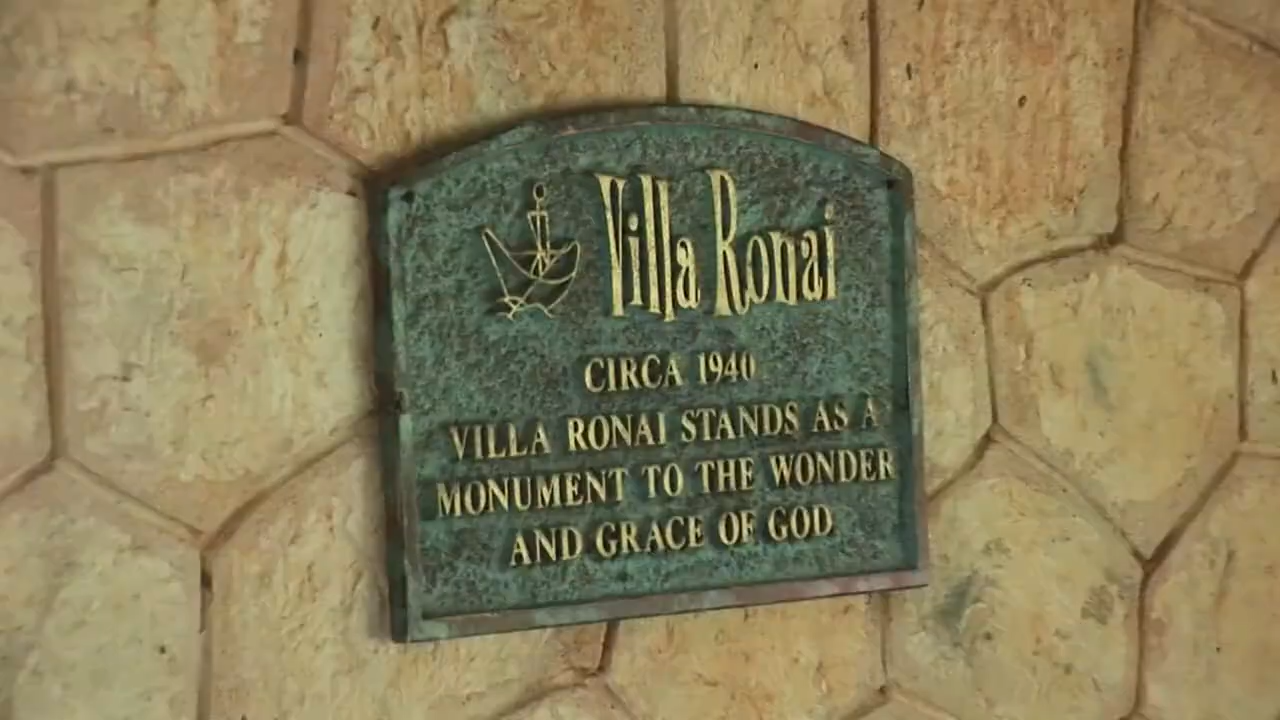 Villa Ronai
CIRCA 1940
VILLA RONAI STANDS AS A
MONUMENT TO THE WONDER
AND GRACE OF GOD